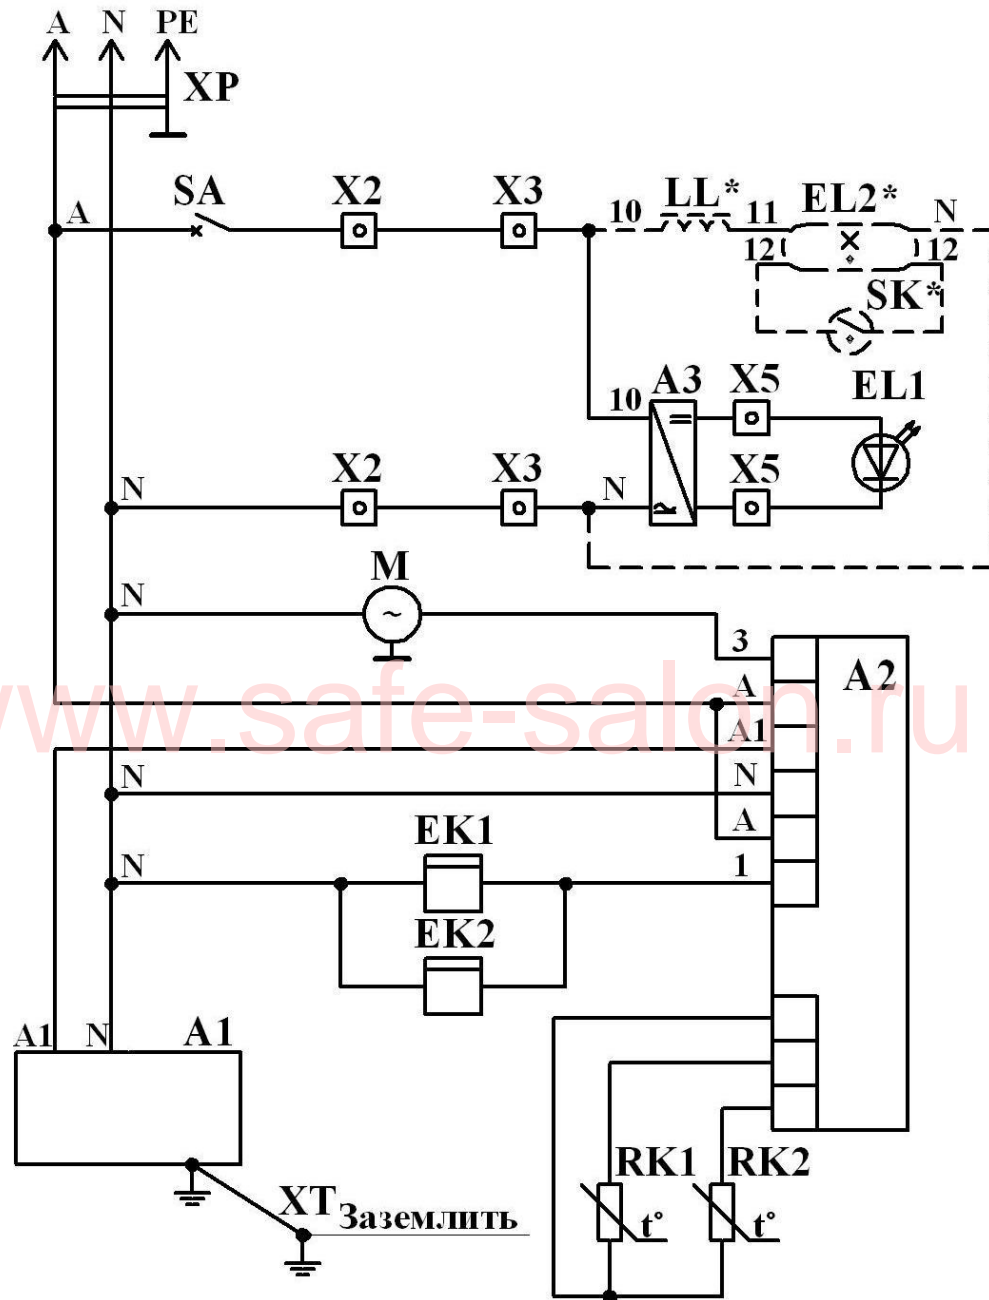 A N PE
XP
SA X2 X3 LL* EL2* N
A 10 11
12 12
SK*
A3 X5 EL1
10
X2 X3 X5
N N
M
N ~
3
A2
A
www.safe-salon.ru
A1
N N
A
EK1
N 1
EK2
A1 N A1
RK1 RK2
XT Заземлить
t° t°